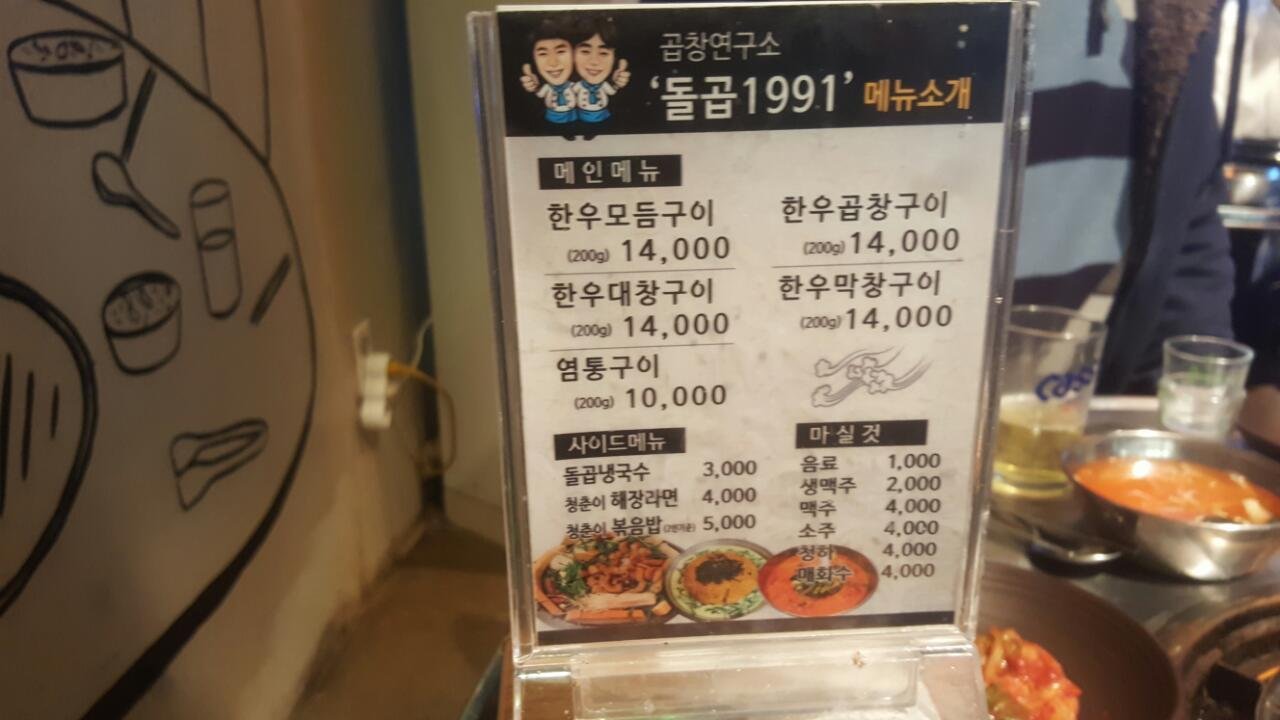 곱창연구소
'돌곱1991' 메뉴소개
메인메뉴
한우모듬구이
(200g) 14,000
한우곱창구이
(200g) 14,000
한우대창구이
(200g) 14,000
한우막창구이
(200g) 14,000
염통구이
(200g) 10,000
사이드메뉴
돌곱냉국수 3,000
청춘이 해장라면 4,000
청춘이 볶음밥 5,000
마실것
음료 1,000
생맥주 2,000
맥주 4,000
소주 4,000
청하 4,000
매화수 4,000